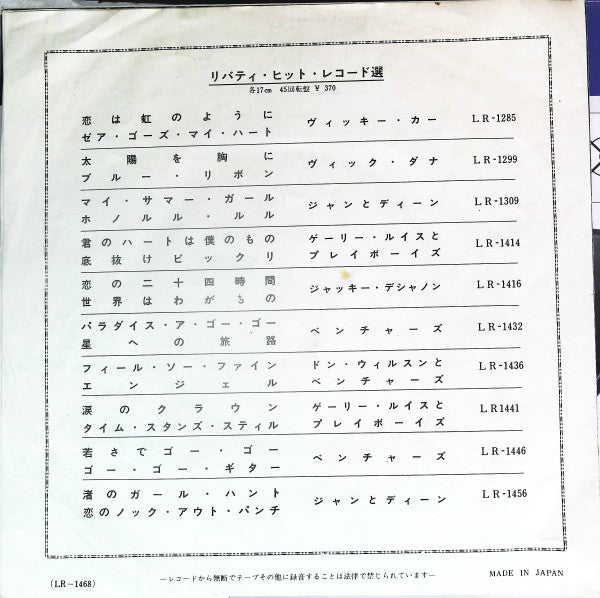 リバティ・ヒット・レコード選
各17cm 45回転盤 ¥ 370
恋は虹のように
ゼア・ゴーズ・マイ・ハート
ヴィッキー・カー
LR-1285
太陽を胸に
ブルー・リボン
ヴィック・ダナ
LR-1299
マイ・サマー・ガール
ホノルル・ルル
ジャンとディーン
LR-1309
君のハートは僕のもの
底抜けビックリ
ゲーリー・ルイスと
プレイボーイズ
LR-1414
恋の二十四時間
世界はわがもの
ジャッキー・デシャノン
LR-1416
パラダイス・ア・ゴー・ゴー
星への旅路
ベンチャーズ
LR-1432
フィール・ソー・ファイン
エンジェル
ドン・ウィルスンと
ベンチャーズ
LR-1436
涙のクラウン
タイム・スタンズ・スティル
ゲーリー・ルイスと
プレイボーイズ
LR1441
若さでゴー・ゴー
ゴー・ゴー・ギター
ベンチャーズ
LR-1446
渚のガール・ハント
恋のノック・アウト・パンチ
ジャンとディーン
LR-1456
(LR-1468)
―レコードから無断でテープその他に録音することは法律で禁じられています―
MADE IN JAPAN